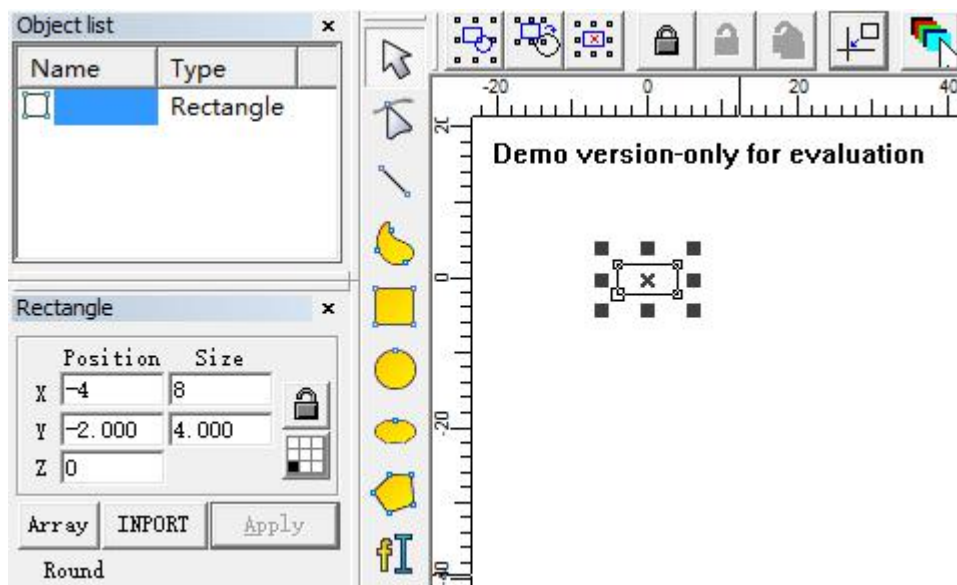 Object list
x
Name Type
Rectangle
-20 0 20 40
20
Demo version-only for evaluation
0
-20
Rectangle
x
Position Size
X -4 8
Y -2.000 4.000
Z 0
Array INPORT Apply
Round